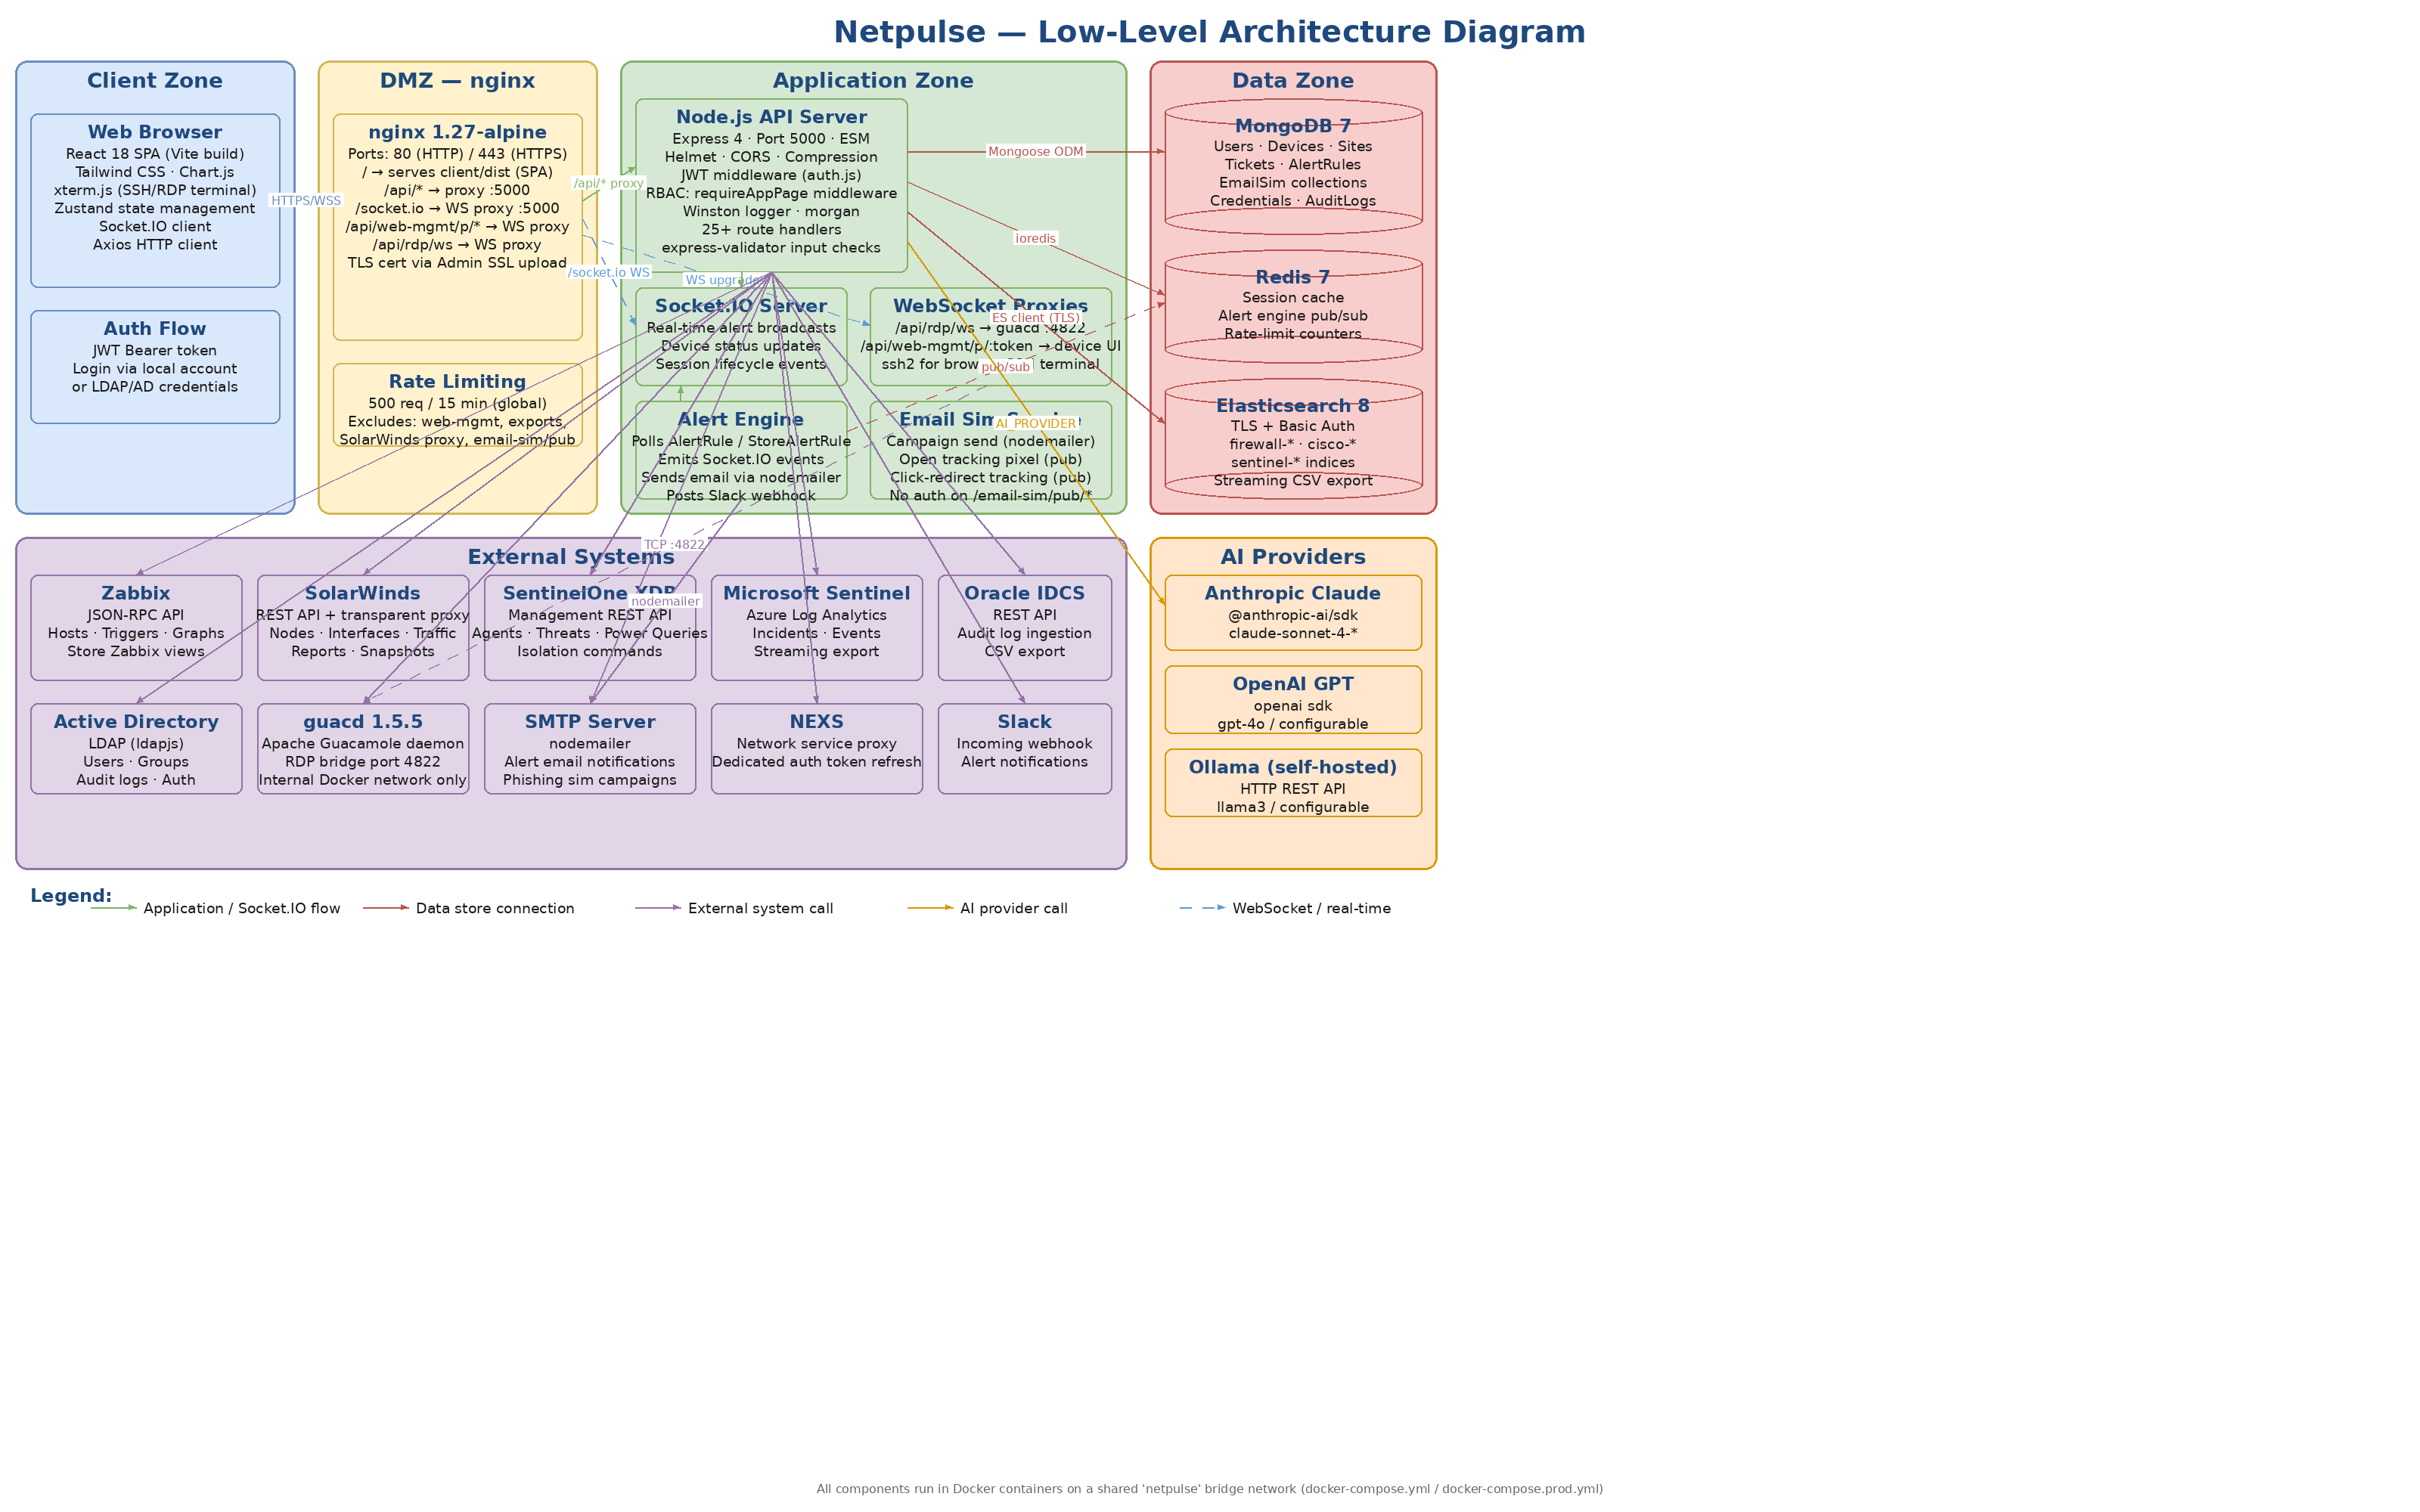 Netpulse — Low-Level Architecture Diagram
Client Zone
Web Browser
React 18 SPA (Vite build)
Tailwind CSS · Chart.js
xterm.js (SSH/RDP terminal)
Zustand state management
Socket.IO client
Axios HTTP client
Auth Flow
JWT Bearer token
Login via local account
or LDAP/AD credentials
HTTPS/WSS
DMZ — nginx
nginx 1.27-alpine
Ports: 80 (HTTP) / 443 (HTTPS)
/ → serves client/dist (SPA)
/api/* → proxy :5000
/socket.io → WS proxy :5000
/api/web-mgmt/p/* → WS proxy
/api/rdp/ws → WS proxy
TLS cert via Admin SSL upload
Rate Limiting
500 req / 15 min (global)
Excludes: web-mgmt, exports,
SolarWinds proxy, email-sim/pub
/api/* proxy
/socket.io WS
WS upgrade
Application Zone
Node.js API Server
Express 4 · Port 5000 · ESM
Helmet · CORS · Compression
JWT middleware (auth.js)
RBAC: requireAppPage middleware
Winston logger · morgan
25+ route handlers
express-validator input checks
Socket.IO Server
Real-time alert broadcasts
Device status updates
Session lifecycle events
WebSocket Proxies
/api/rdp/ws → guacd :4822
/api/web-mgmt/p/:token → device UI
ssh2 for terminal
Alert Engine
Polls AlertRule / StoreAlertRule
Emits Socket.IO events
Sends email via nodemailer
Posts Slack webhook
Email Sim
Campaign send (nodemailer)
Open tracking pixel (pub)
Click-redirect tracking (pub)
No auth on /email-sim/pub/*
Mongoose ODM
ioredis
ES client (TLS)
pub/sub
AI_PROVIDER
Data Zone
MongoDB 7
Users · Devices · Sites
Tickets · AlertRules
EmailSim collections
Credentials · AuditLogs
Redis 7
Session cache
Alert engine pub/sub
Rate-limit counters
Elasticsearch 8
TLS + Basic Auth
firewall-* · cisco-*
sentinel-* indices
Streaming CSV export
External Systems
TCP :4822
nodemailer
Zabbix
JSON-RPC API
Hosts · Triggers · Graphs
Store Zabbix views
SolarWinds
REST API + transparent proxy
Nodes · Interfaces · Traffic
Reports · Snapshots
SentinelOne XDR
Management REST API
Agents · Threats · Power Queries
Isolation commands
Microsoft Sentinel
Azure Log Analytics
Incidents · Events
Streaming export
Oracle IDCS
REST API
Audit log ingestion
CSV export
Active Directory
LDAP (ldapjs)
Users · Groups
Audit logs · Auth
guacd 1.5.5
Apache Guacamole daemon
RDP bridge port 4822
Internal Docker network only
SMTP Server
nodemailer
Alert email notifications
Phishing sim campaigns
NEXS
Network service proxy
Dedicated auth token refresh
Slack
Incoming webhook
Alert notifications
AI Providers
Anthropic Claude
@anthropic-ai/sdk
claude-sonnet-4-*
OpenAI GPT
openai sdk
gpt-4o / configurable
Ollama (self-hosted)
HTTP REST API
llama3 / configurable
Legend:
Application / Socket.IO flow
Data store connection
External system call
AI provider call
WebSocket / real-time
All components run in Docker containers on a shared 'netpulse' bridge network (docker-compose.yml / docker-compose.prod.yml)